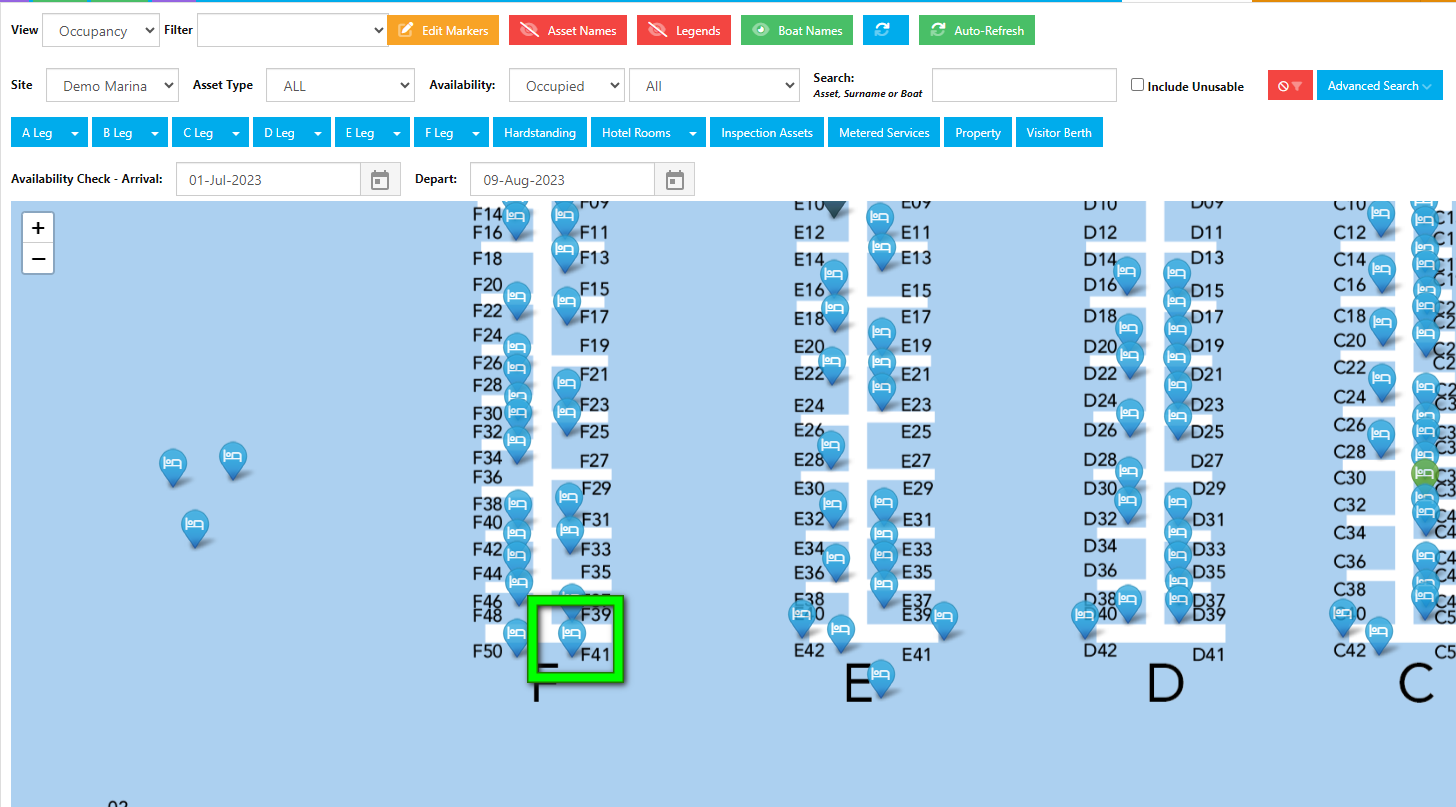 View Occupancy Filter Edit Markers Asset Names Legends Boat Names Auto-Refresh
Site Demo Marina Asset Type ALL Availability: Occupied All Search: Include Unusable Advanced Search
Asset, Surname or Boat
A Leg B Leg C Leg D Leg E Leg F Leg Hardstanding Hotel Rooms Inspection Assets Metered Services Property Visitor Berth
Availability Check - Arrival: 01-Jul-2023 Depart: 09-Aug-2023
+
−
F14 F09 E10 E09 D10 D09 C10
F16 F11 E12 E11 D12 D11 C12
F18 F13 E14 E13 D14 D13 C14
F20 F15 E16 E15 D16 D15 C16
F22 F17 E18 E17 D18 D17 C18
F24 F19 E20 E19 D20 D19 C20
F26 F21 E22 E21 D22 D21 C22
F28 F23 E24 E23 D24 D23 C24
F30 F25 E26 E25 D26 D25 C26
F32 F27 E28 E27 D28 D27 C28
F34 F29 E30 E29 D30 D29 C30
F36 F31 E32 E31 D32 D31 C32
F38 F33 E34 E33 D34 D33 C34
F40 F35 E36 E35 D36 D35 C36
F42 E38 E37 D38 D37 C38
F44 F39 E39 D39
F46 F41 E42 E41 D42 D41 C42
F48
F50
F E D C